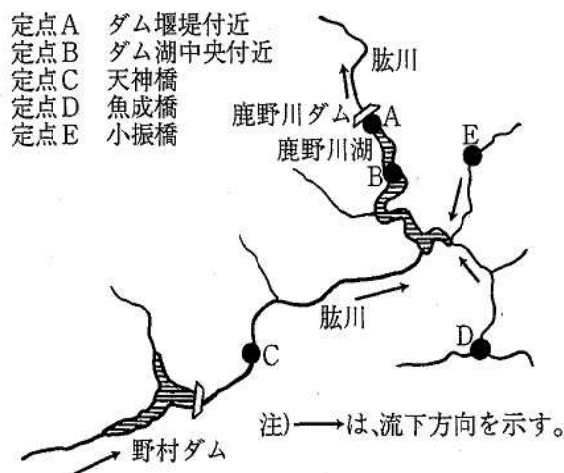 定点A　ダム堰堤付近
定点B　ダム湖中央付近
定点C　天神橋
定点D　魚成橋
定点E　小振橋
肱川
鹿野川ダム
A
E
鹿野川湖
B
肱川
C
D
注)→は、流下方向を示す。
野村ダム